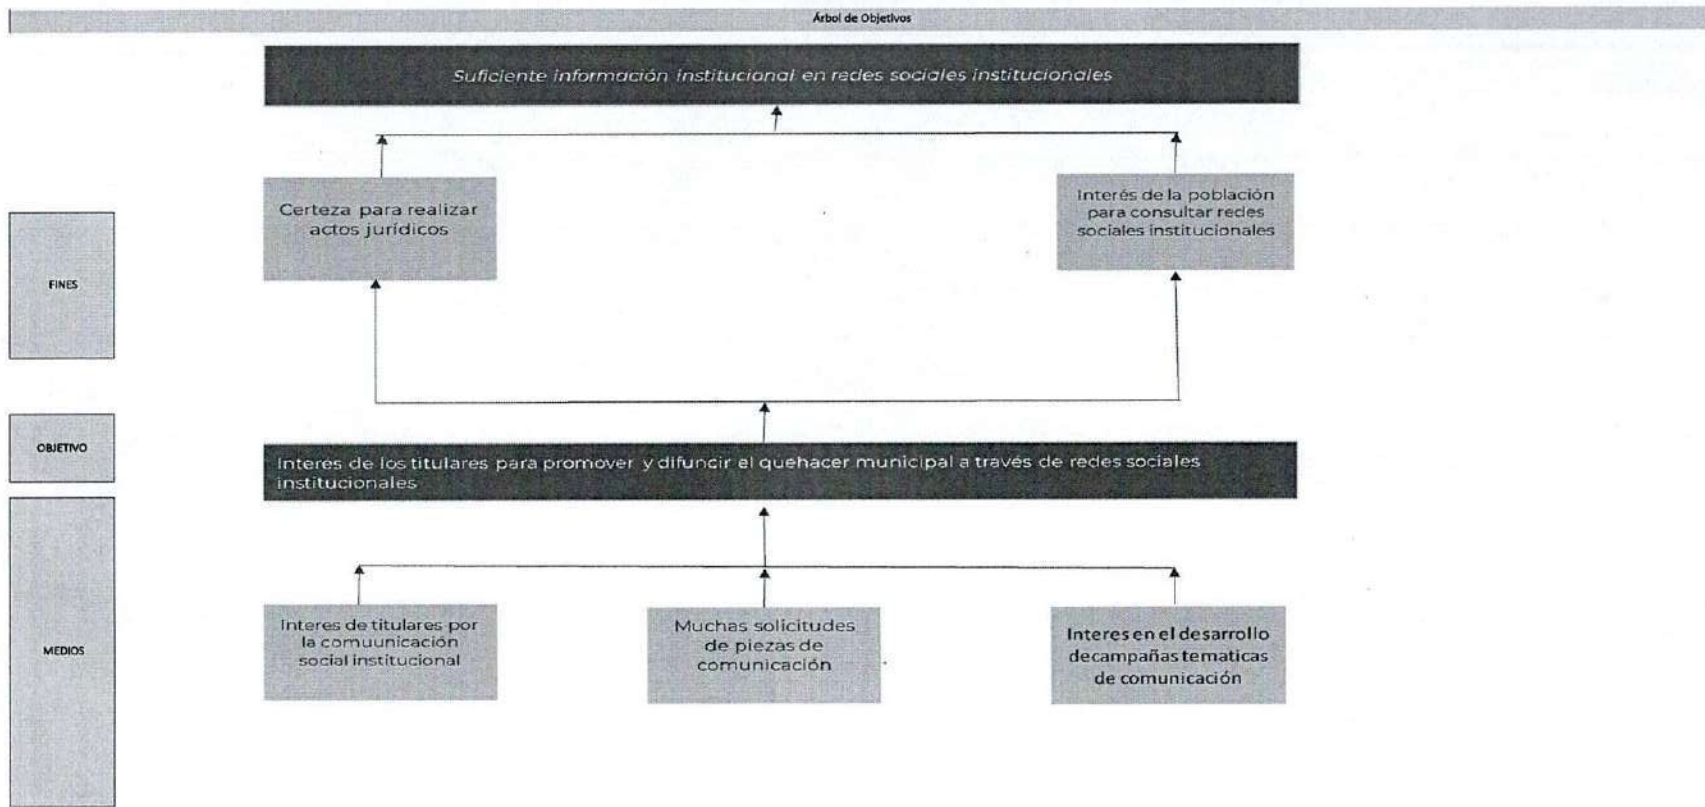 Árbol de Objetivos
Suficiente información institucional en redes sociales institucionales
Certeza para realizar
actos jurídicos
Interés de la población
para consultar redes
sociales institucionales
FINES
OBJETIVO
Interes de los titulares para promover y difuncir el quehacer municipal a través de redes sociales
institucionales
MEDIOS
Interes de titulares por
la comuunicación
social institucional
Muchas solicitudes
de piezas de
comunicación
Interes en el desarrollo
decampañas tematicas
de comunicación